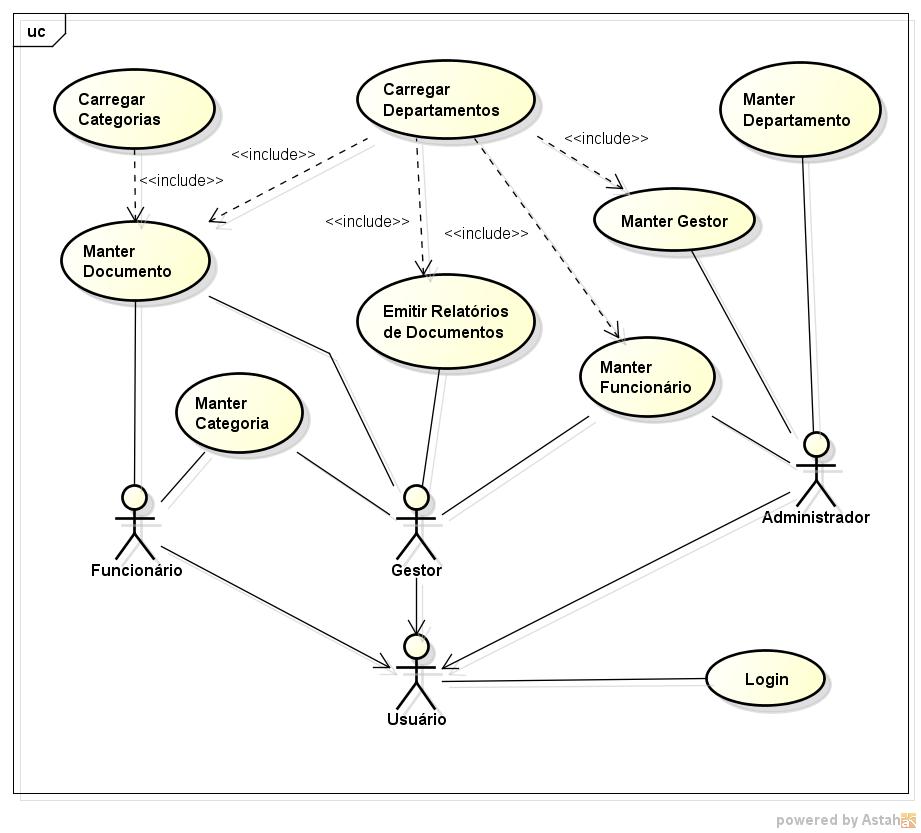 uc
Carregar
Categorias
Carregar
Departamentos
Manter
Departamento
<<include>>
<<include>>
<<include>>
<<include>>
<<include>>
Manter Gestor
Manter
Documento
Emitir Relatórios
de Documentos
Manter
Funcionário
Manter
Categoria
Administrador
Funcionário
Gestor
Login
Usuário
powered by Astah